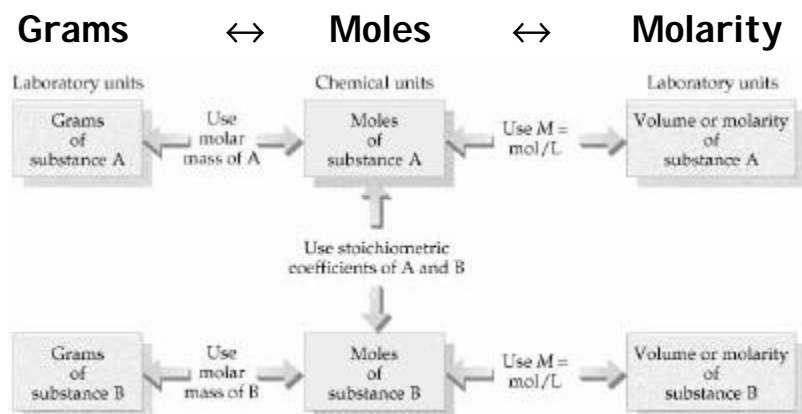 Grams ↔ Moles ↔ Molarity
Laboratory units
Chemical units
Laboratory units
Grams
of
substance A
Use
molar
mass of A
Moles
of
substance A
Use M =
mol/L
Volume or molarity
of
substance A
Use stoichiometric
coefficients of A and B
Grams
of
substance B
Use
molar
mass of B
Moles
of
substance B
Use M =
mol/L
Volume or molarity
of
substance B